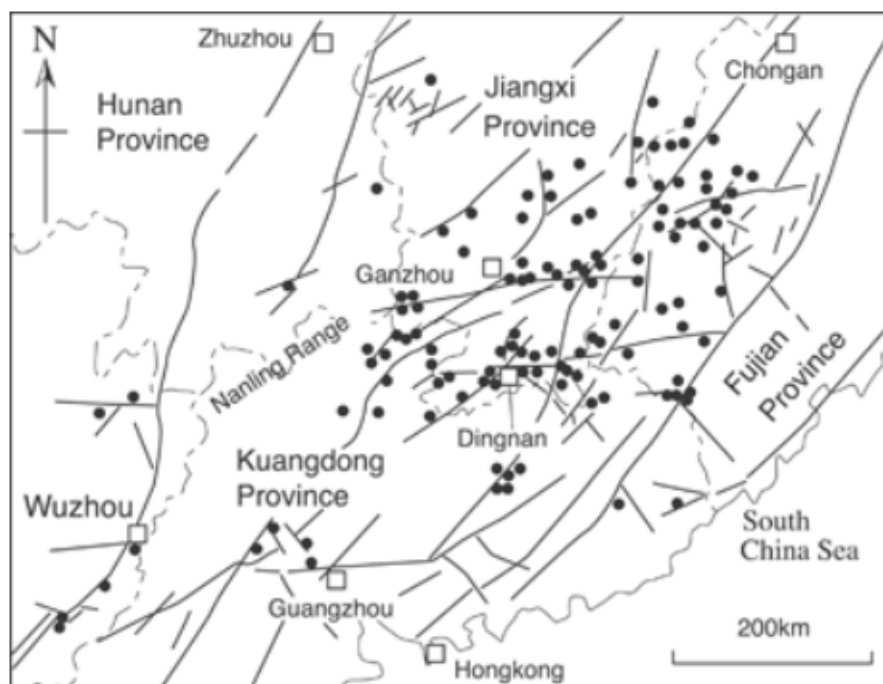 N
Zhuzhou
Chongan
Hunan
Province
Jiangxi
Province
Ganzhou
Nanling Range
Fujian
Province
Dingnan
Kuangdong
Province
Wuzhou
South
China Sea
Guangzhou
200km
Hongkong